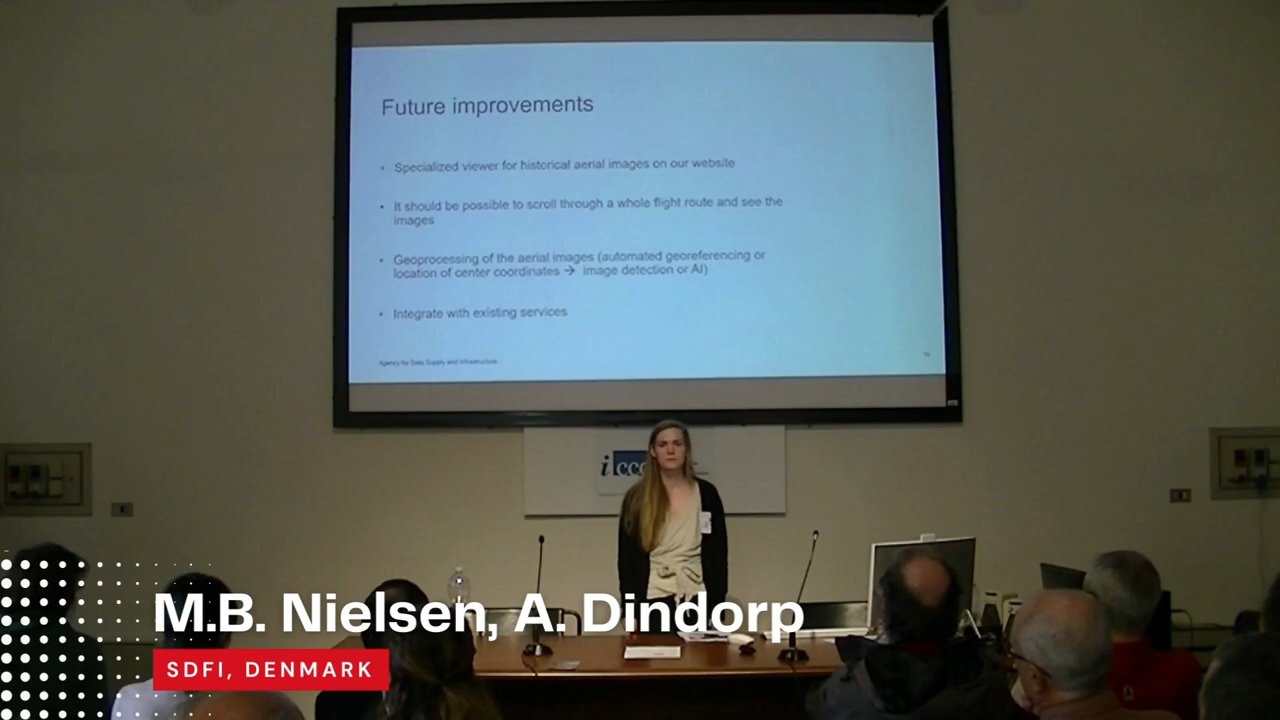 Future improvements
• Specialized viewer for historical aerial images on our website
• It should be possible to scroll through a whole flight route and see the
images
• Geoprocessing of the aerial images (automated georeferencing or
location of center coordinates → image detection or AI)
• Integrate with existing services
Agency for Data Supply and Infrastructure
M.B. Nielsen, A. Dindorp
SDFI, DENMARK